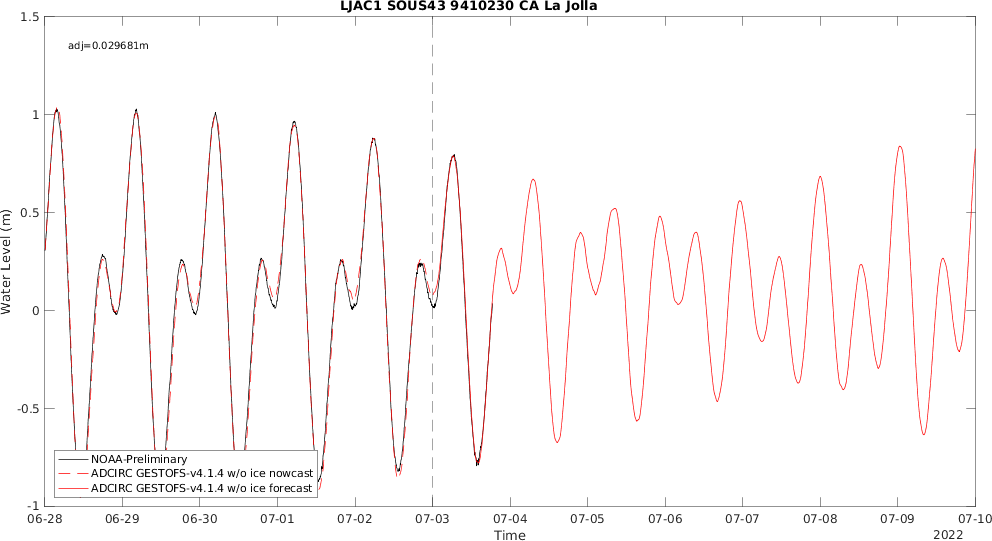 LJAC1 SOUS43 9410230 CA La Jolla
adj=0.029681m
Water Level (m)
1.5
1
0.5
0
-0.5
-1
NOAA-Preliminary
ADCIRC GESTOFS-v4.1.4 w/o ice nowcast
ADCIRC GESTOFS-v4.1.4 w/o ice forecast
06-28 06-29 06-30 07-01 07-02 07-03 07-04 07-05 07-06 07-07 07-08 07-09 07-10
Time
2022